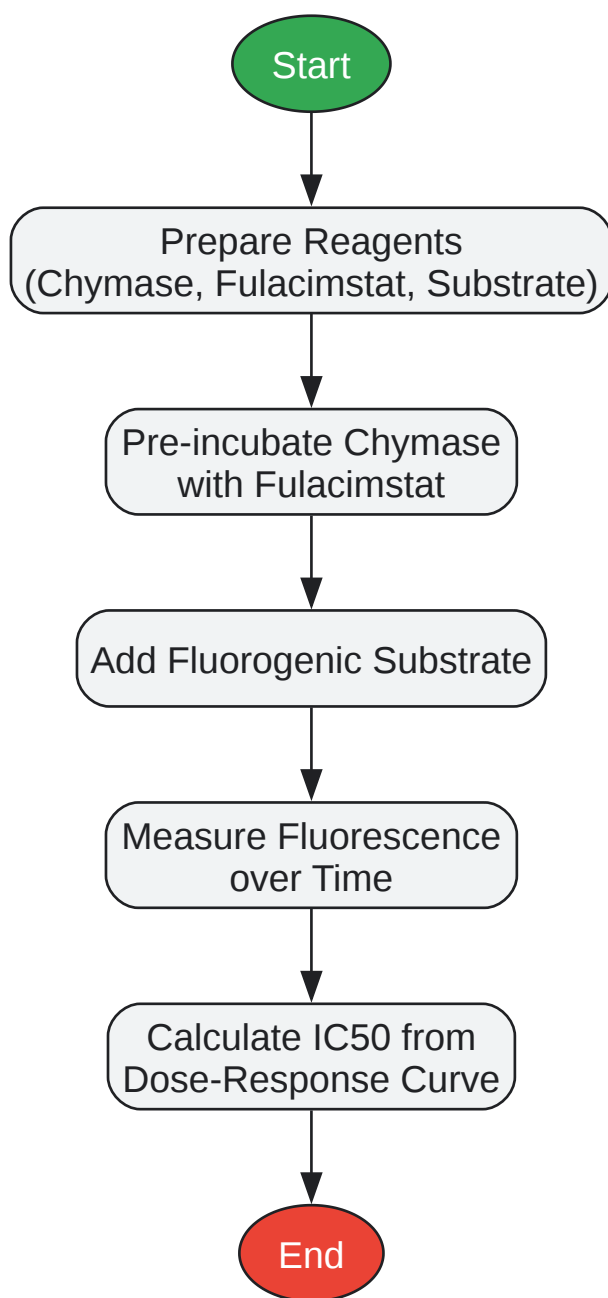 Start
Prepare Reagents
(Chymase, Fulacimstat, Substrate)
Pre-incubate Chymase
with Fulacimstat
Add Fluorogenic Substrate
Measure Fluorescence
over Time
Calculate IC50 from
Dose-Response Curve
End